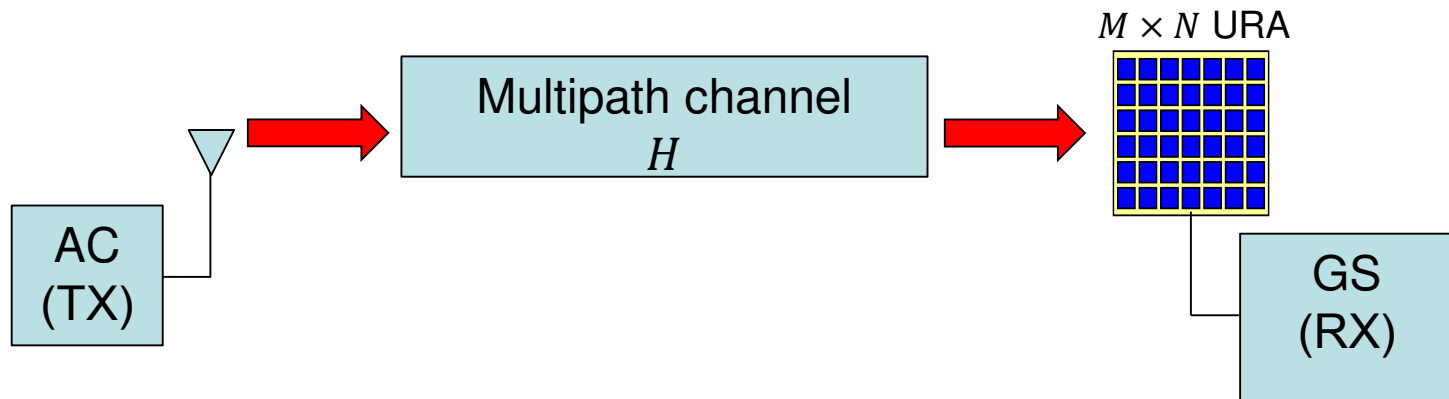 M × N URA
Multipath channel
H
AC
(TX)
GS
(RX)